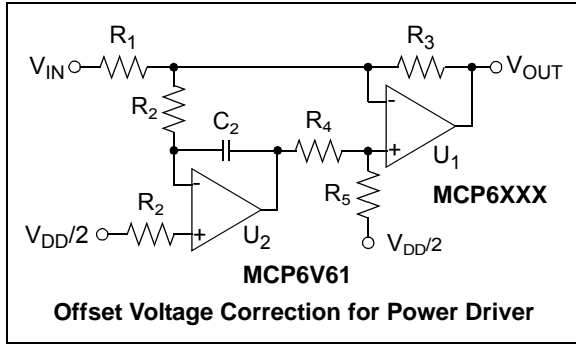 R1
R3
VIN
VOUT
R2
C2
R4
U1
R5
MCP6XXX
R2
VDD/2
U2
VDD/2
MCP6V61
Offset Voltage Correction for Power Driver